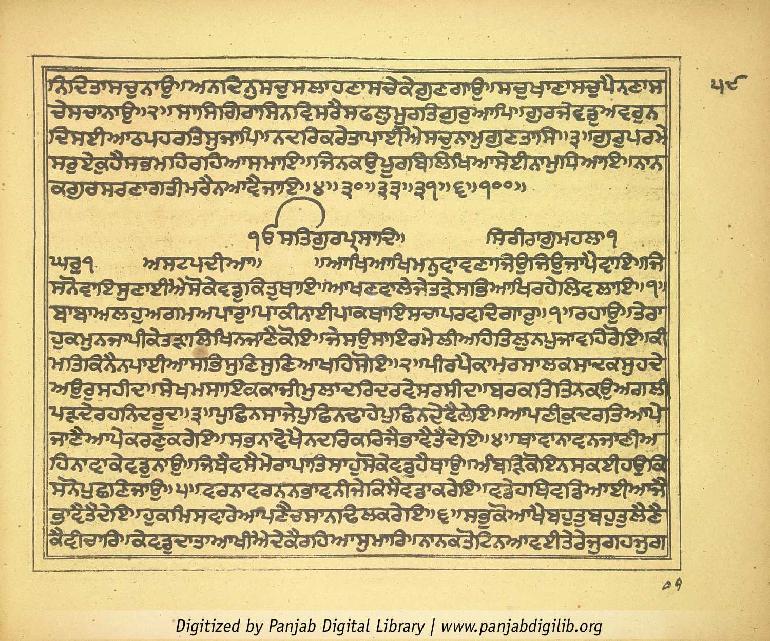 ਨਿਦਿਤਾਸਚੁਨਾਉ॥ਅਨਦਿਨੁਸਚੁਸਲਾਹਣਾਸਚੇਕੇਗੁਣਗਾਉ॥ਸਚੁਖਾਣਾਸਚੁਪੈਨਣਾਸ ੫੯
ਚੇਸਚਾਨਾਉ॥੨॥ਸਾਸਿਗਿਰਾਸਿਨਵਿਸਰੈਸਫਲੁਮੂਰਤਿਗੁਰੁਆਪਿ॥ਗੁਰਜੇਵਡੁਅਵਰੁਨ
ਦਿਸਈਆਠਪਹਰਤਿਸੁਜਾਪਿ॥ਨਦਰਿਕਰੇਤਾਪਾਈਐਸਚੁਨਾਮੁਗੁਣਤਾਸਿ॥੩॥ਗੁਰੁਪਰਮੇ
ਸਰੁਏਕੁਹੈਸਭਮਹਿਰਹਿਆਸਮਾਇ॥ਜਿਨਕਉਪੂਰਬਿਲਿਖਿਆਸੇਈਨਾਮੁਧਿਆਇ॥ਨਾਨ
ਕਗੁਰਸਰਣਾਗਤੀਮਰੈਨਆਵੈਜਾਇ॥੪॥੩੦॥੩੩॥੩੧॥੬॥੧੦੦॥
੧ਓਸਤਿਗੁਰਪ੍ਰਸਾਦਿ॥ ਸਿਰੀਰਾਗੁਮਹਲਾ੧
ਘਰੁ੧ ਅਸਟਪਦੀਆ॥ ॥ਆਖਿਆਖਿਮਨੁਵਾਵਣਾਜਿਉਜਿਉਜਾਪੈਵਾਇ॥ਜਿ
ਸਨੋਵਾਇਸੁਣਾਈਐਸੋਕੇਵਡੁਕਿਤੁਥਾਇ॥ਆਖਣਵਾਲੇਜੇਤੜੇਸਭਿਆਖਿਰਹੇਲਿਵਲਾਇ॥੧॥
ਬਾਬਾਅਲਹੁਅਗਮਅਪਾਰੁ॥ਪਾਕੀਨਾਈਪਾਕਥਾਇਸਚਾਪਰਵਦਿਗਾਰੁ॥੧॥ਰਹਾਉ॥ਤੇਰਾ
ਹੁਕਮੁਨਜਾਪੀਕੇਤੜਾਲਿਖਿਨਜਾਣੈਕੋਇ॥ਜੇਸਉਸਾਇਰਮੇਲੀਅਹਿਤਿਲੁਨਪੁਜਾਵਹਿਰੋਇ॥ਕੀ
ਮਤਿਕਿਨੈਨਪਾਈਆਸਭਿਸੁਣਿਸੁਣਿਆਖਹਿਸੋਇ॥੨॥ਪੀਰਪੈਕਾਮਰਸਾਲਕਸਾਦਕਸੁਹਦੇ
ਅਉਰੁਸਹੀਦ॥ਸੇਖਮਸਾਇਕਕਾਜੀਮੁਲਾਦਰਿਦਰਵੇਸਰਸੀਦ॥ਬਰਕਤਿਤਿਨਕਉਅਗਲੀ
ਪੜਦੇਰਹਨਿਦਰੂਦ॥੩॥ਪੁਛਿਨਸਾਜੇਪੁਛਿਨਢਾਹੇਪੁਛਿਨਦੇਵੈਲੇਇ॥ਆਪਣੀਕੁਦਰਤਿਆਪੇ
ਜਾਣੈਆਪੇਕਰਣੁਕਰੇਇ॥ਸਭਨਾਵੇਖੈਨਦਰਿਕਰਿਜੈਭਾਵੈਤੈਦੇਇ॥੪॥ਥਾਵਾਨਾਵਨਜਾਣੀਅ
ਹਿਨਾਵਾਕੇਵਡੁਨਾਉ॥ਜਿਥੈਵਸੈਮੇਰਾਪਾਤਿਸਾਹੁਸੋਕੇਵਡੁਹੈਥਾਉ॥ਅੰਬੜਿਕੋਇਨਸਕਈਹਉਕਿ
ਸਨੋਪੁਛਣਿਜਾਉ॥੫॥ਵਰਨਾਵਰਨਨਭਾਵਨੀਜੇਕਿਸੈਵਡਾਕਰੇਇ॥ਵਡੇਹਥਿਵਡਿਆਈਆਜੈ
ਭਾਵੈਤੈਦੇਇ॥ਹੁਕਮਿਸਵਾਰੇਆਪਣੈਚਸਾਨਢਿਲਕਰੇਇ॥੬॥ਸਭੁਕੋਆਖੈਬਹੁਤੁਬਹੁਤੁਲੈਣੈ
ਕੈਵੀਚਾਰਿ॥ਕੇਵਡੁਦਾਤਾਆਖੀਐਦੇਕੈਰਹਿਆਸੁਮਾਰਿ॥ਨਾਨਕਤੋਟਿਨਆਵਈਤੇਰੇਜੁਗਹਜੁਗ
Digitized by Panjab Digital Library | www.panjabdigilib.org